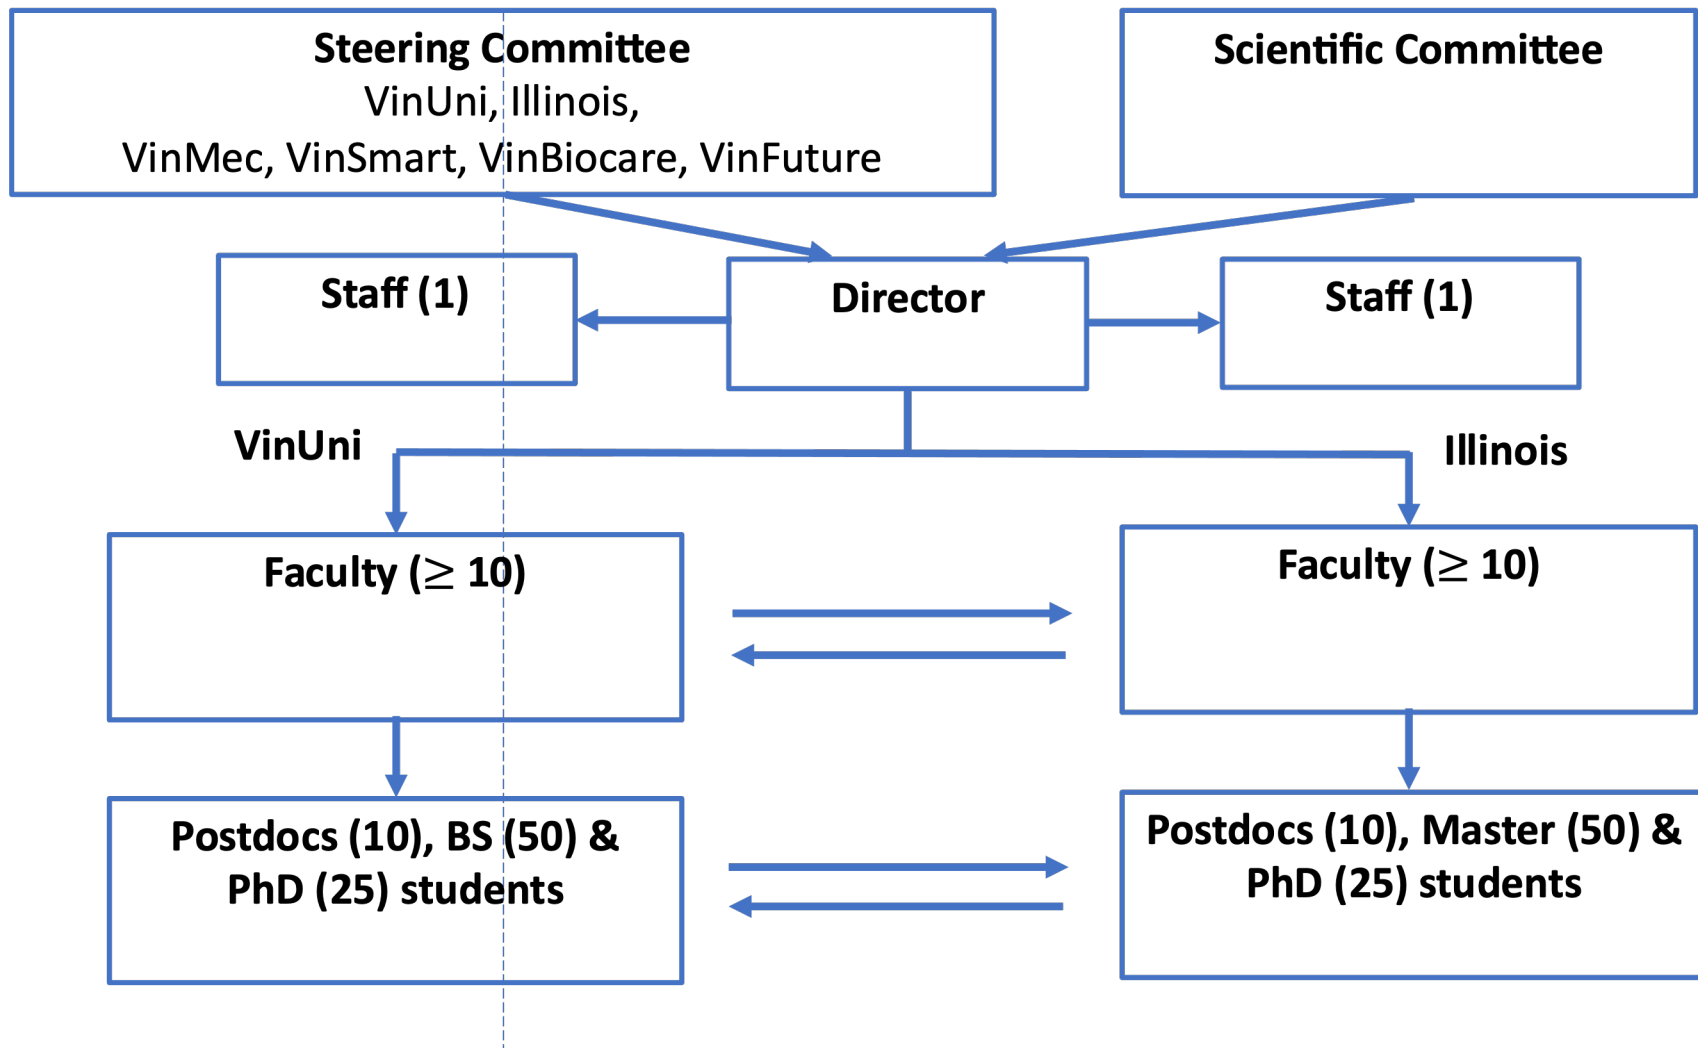 Steering Committee
VinUni, Illinois,
VinMec, VinSmart, VinBiocare, VinFuture
Scientific Committee
Staff (1)
Director
Staff (1)
VinUni
Illinois
Faculty (≥ 10)
Faculty (≥ 10)
Postdocs (10), BS (50) &
PhD (25) students
Postdocs (10), Master (50) &
PhD (25) students